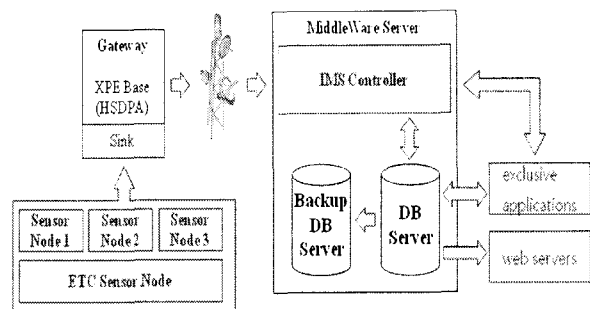 MiddleWare Server
Gateway
XPE Base
(HSDPA)
Sink
IMS Controller
Sensor
Node 1
Sensor
Node 2
Sensor
Node 3
ETC Sensor Node
Backup
DB
Server
DB
Server
exclusive
applications
web servers